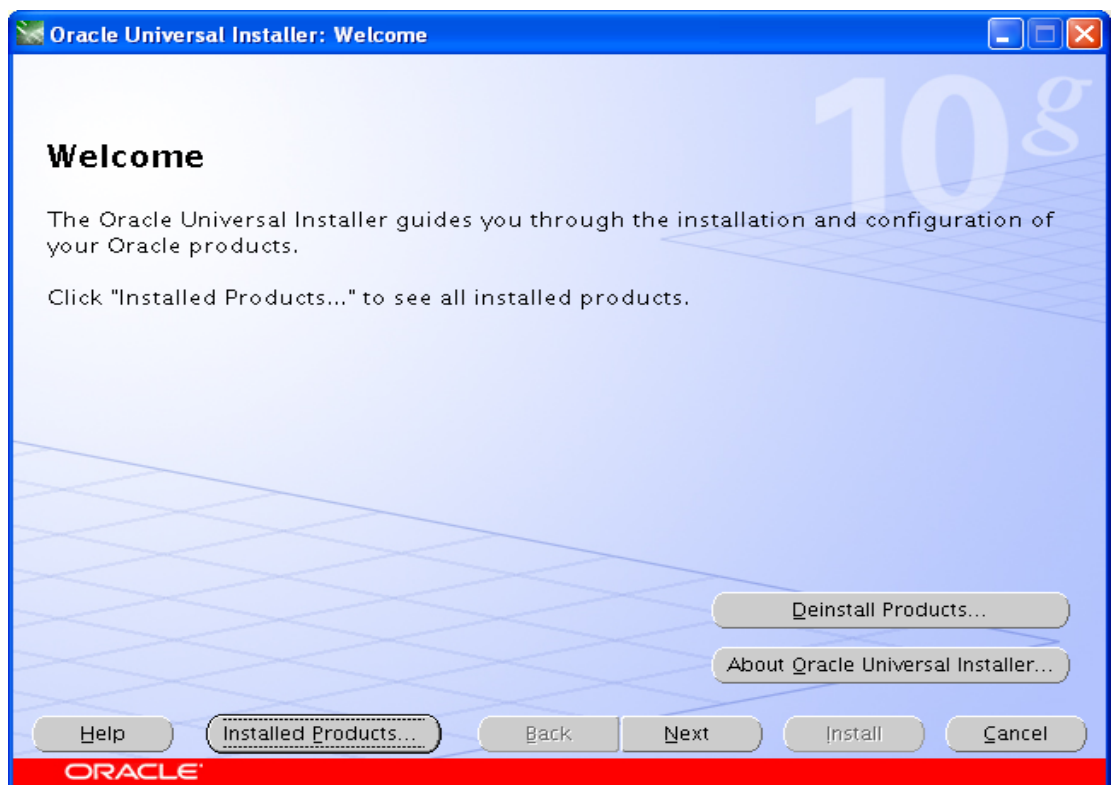 Oracle Universal Installer: Welcome
10g
Welcome
The Oracle Universal Installer guides you through the installation and configuration of
your Oracle products.
Click "Installed Products..." to see all installed products.
Deinstall Products...
About Oracle Universal Installer...
Help Installed Products... Back Next Install Cancel
ORACLE